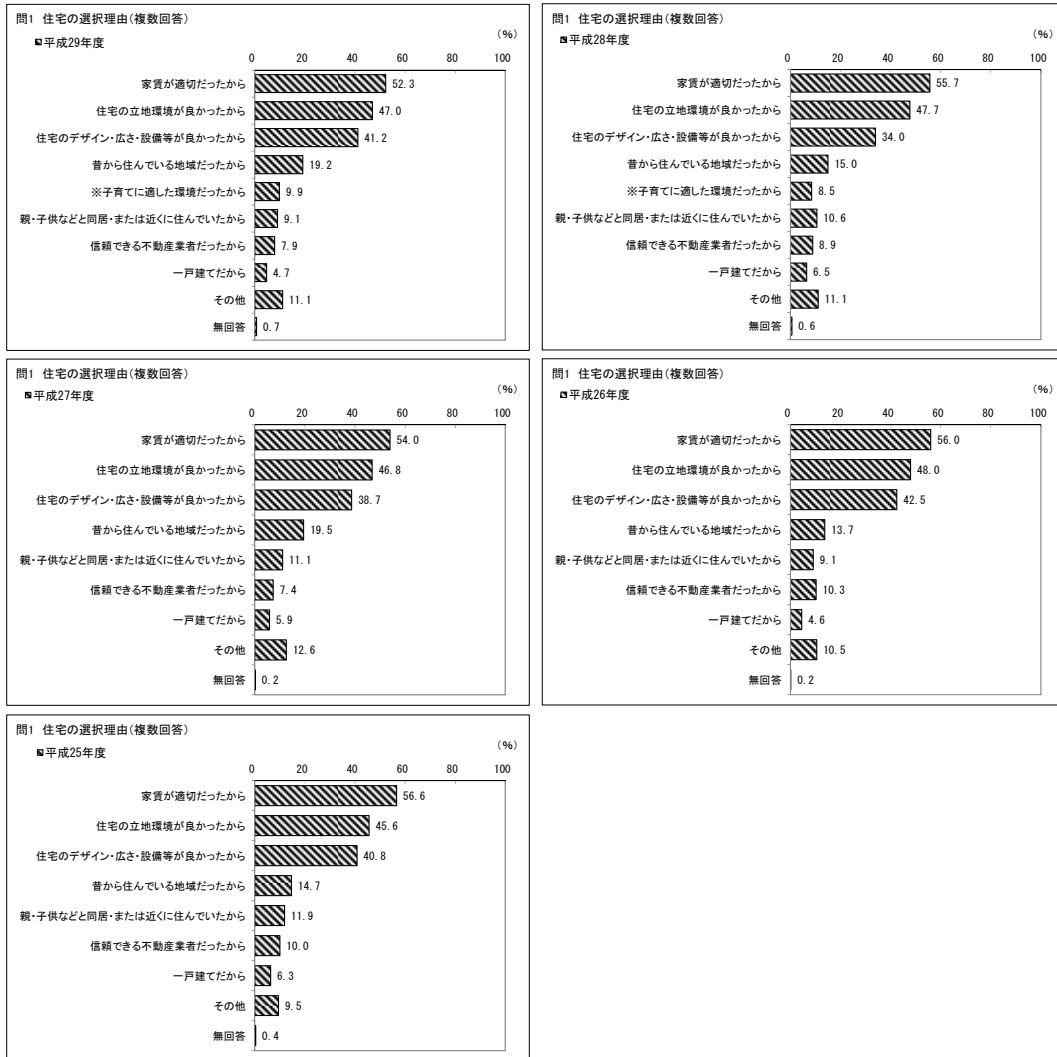 問1 住宅の選択理由(複数回答)
平成29年度
(%)
0 20 40 60 80 100
家賃が適切だったから 52.3
住宅の立地環境が良かったから 47.0
住宅のデザイン・広さ・設備等が良かったから 41.2
昔から住んでいる地域だったから 19.2
※子育てに適した環境だったから 9.9
親・子供などと同居・または近くに住んでいたから 9.1
信頼できる不動産業者だったから 7.9
一戸建てだから 4.7
その他 11.1
無回答 0.7
問1 住宅の選択理由(複数回答)
平成28年度
(%)
0 20 40 60 80 100
家賃が適切だったから 55.7
住宅の立地環境が良かったから 47.7
住宅のデザイン・広さ・設備等が良かったから 34.0
昔から住んでいる地域だったから 15.0
※子育てに適した環境だったから 8.5
親・子供などと同居・または近くに住んでいたから 10.6
信頼できる不動産業者だったから 8.9
一戸建てだから 6.5
その他 11.1
無回答 0.6
問1 住宅の選択理由(複数回答)
平成27年度
(%)
0 20 40 60 80 100
家賃が適切だったから 54.0
住宅の立地環境が良かったから 46.8
住宅のデザイン・広さ・設備等が良かったから 38.7
昔から住んでいる地域だったから 19.5
親・子供などと同居・または近くに住んでいたから 11.1
信頼できる不動産業者だったから 7.4
一戸建てだから 5.9
その他 12.6
無回答 0.2
問1 住宅の選択理由(複数回答)
平成26年度
(%)
0 20 40 60 80 100
家賃が適切だったから 56.0
住宅の立地環境が良かったから 48.0
住宅のデザイン・広さ・設備等が良かったから 42.5
昔から住んでいる地域だったから 13.7
親・子供などと同居・または近くに住んでいたから 9.1
信頼できる不動産業者だったから 10.3
一戸建てだから 4.6
その他 10.5
無回答 0.2
問1 住宅の選択理由(複数回答)
平成25年度
(%)
0 20 40 60 80 100
家賃が適切だったから 56.6
住宅の立地環境が良かったから 45.6
住宅のデザイン・広さ・設備等が良かったから 40.8
昔から住んでいる地域だったから 14.7
親・子供などと同居・または近くに住んでいたから 11.9
信頼できる不動産業者だったから 10.0
一戸建てだから 6.3
その他 9.5
無回答 0.4